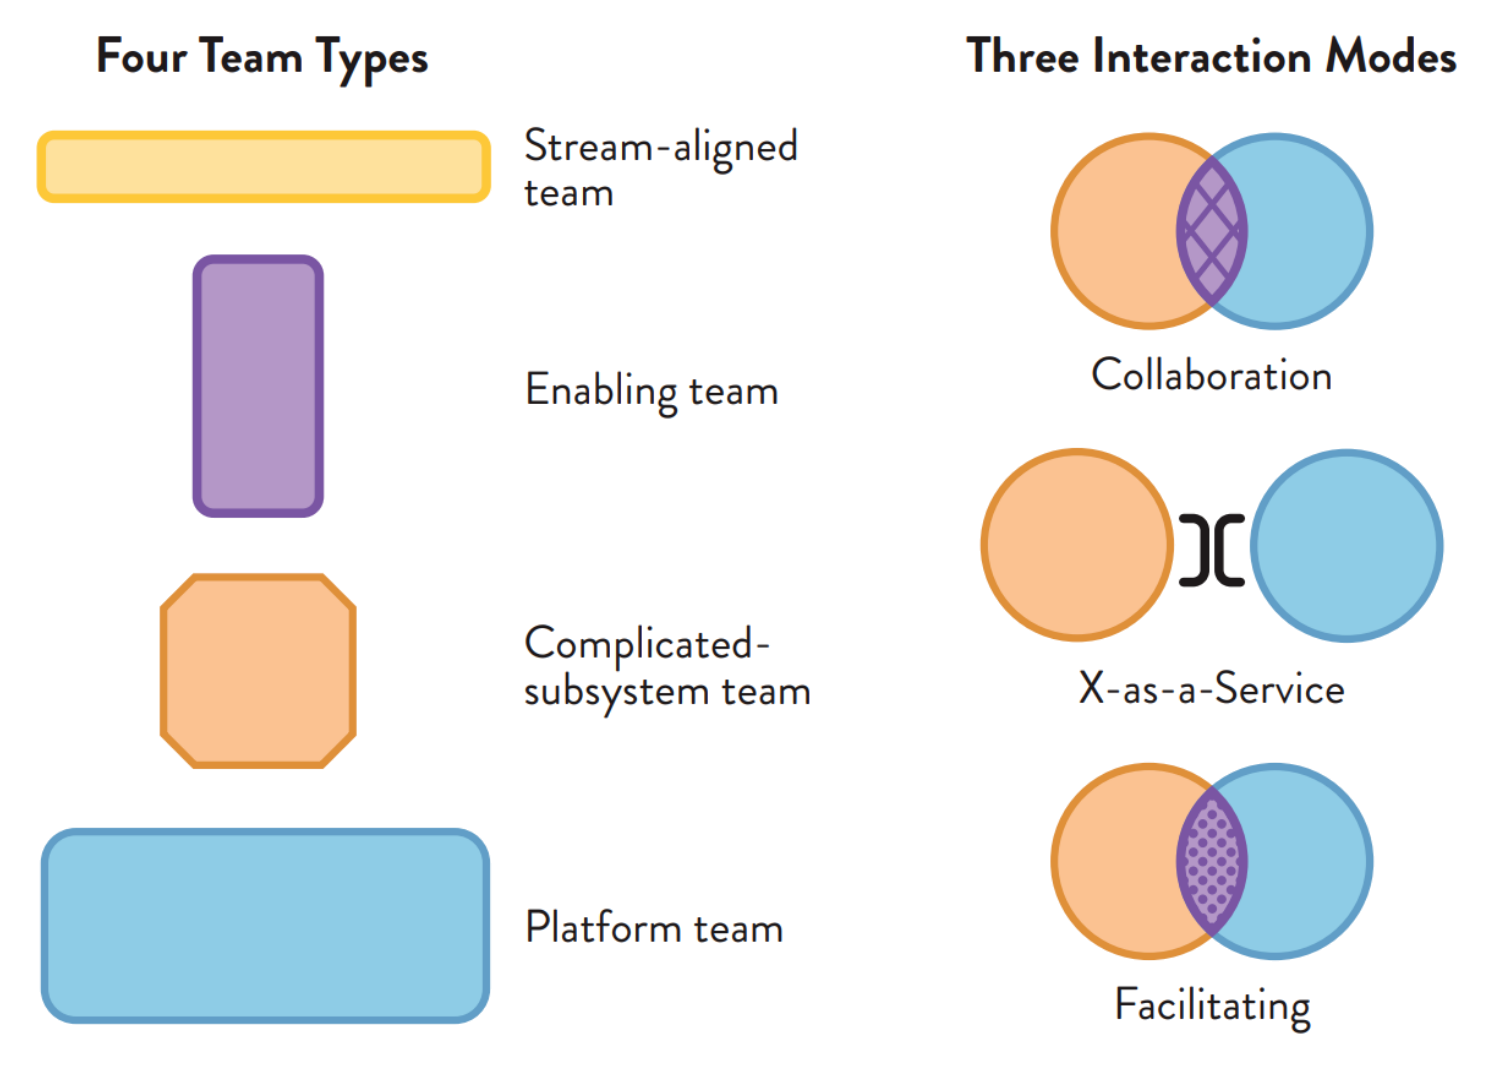 Four Team Types
Stream-aligned
team
Enabling team
Complicated-
subsystem team
Platform team
Three Interaction Modes
Collaboration
X-as-a-Service
Facilitating